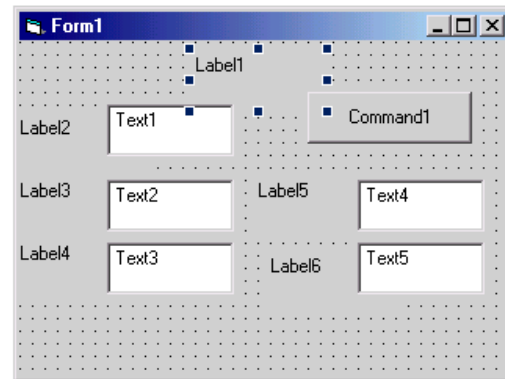 Form1
Label1
Command1
Label2 Text1
Label3 Text2 Label5 Text4
Label4 Text3 Label6 Text5